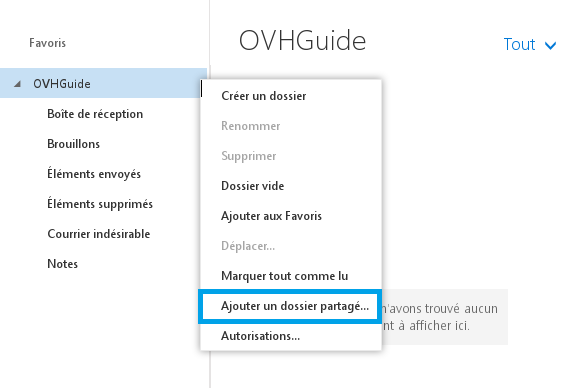 Favoris
OVHGuide
Tout
OVHGuide
Boîte de réception
Brouillons
Éléments envoyés
Éléments supprimés
Courrier indésirable
Notes
Créer un dossier
Renommer
Supprimer
Dossier vide
Ajouter aux Favoris
Déplacer...
Marquer tout comme lu
Ajouter un dossier partagé...
Autorisations...
n'avons trouvé aucun
nt à afficher ici.